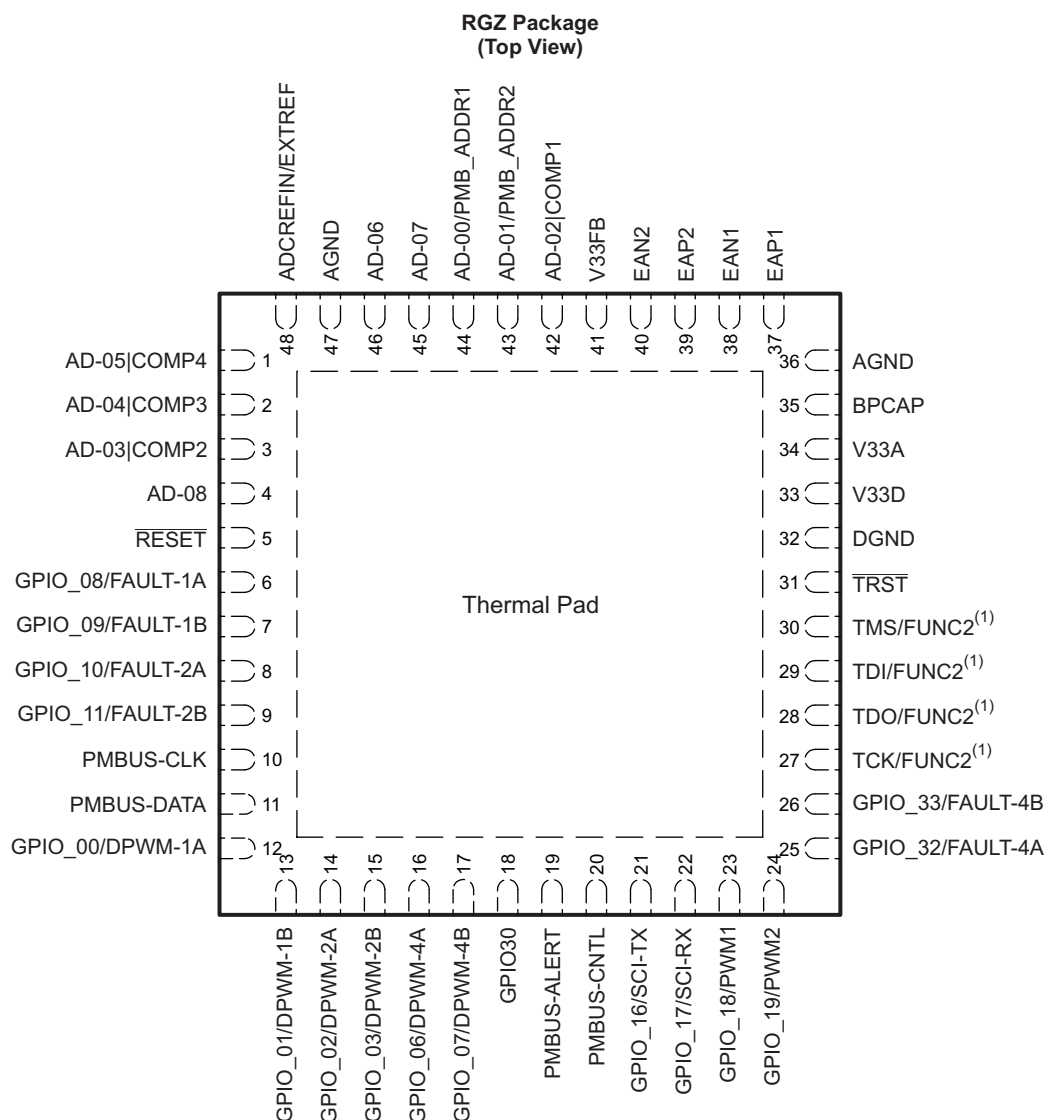 RGZ Package
(Top View)
ADCREFIN/EXTREF
AGND
AD-06
AD-07
AD-00/PMB_ADDR1
AD-01/PMB_ADDR2
AD-02|COMP1
V33FB
EAN2
EAP2
EAN1
EAP1
48
47
46
45
44
43
42
41
40
39
38
37
AD-05|COMP4 1
AD-04|COMP3 2
AD-03|COMP2 3
AD-08 4
RESET 5
GPIO_08/FAULT-1A 6
GPIO_09/FAULT-1B 7
GPIO_10/FAULT-2A 8
GPIO_11/FAULT-2B 9
PMBUS-CLK 10
PMBUS-DATA 11
GPIO_00/DPWM-1A 12
Thermal Pad
36 AGND
35 BPCAP
34 V33A
33 V33D
32 DGND
31 TRST
30 TMS/FUNC2(1)
29 TDI/FUNC2(1)
28 TDO/FUNC2(1)
27 TCK/FUNC2(1)
26 GPIO_33/FAULT-4B
25 GPIO_32/FAULT-4A
13
14
15
16
17
18
19
20
21
22
23
24
GPIO_01/DPWM-1B
GPIO_02/DPWM-2A
GPIO_03/DPWM-2B
GPIO_06/DPWM-4A
GPIO_07/DPWM-4B
GPIO30
PMBUS-ALERT
PMBUS-CNTL
GPIO_16/SCI-TX
GPIO_17/SCI-RX
GPIO_18/PWM1
GPIO_19/PWM2